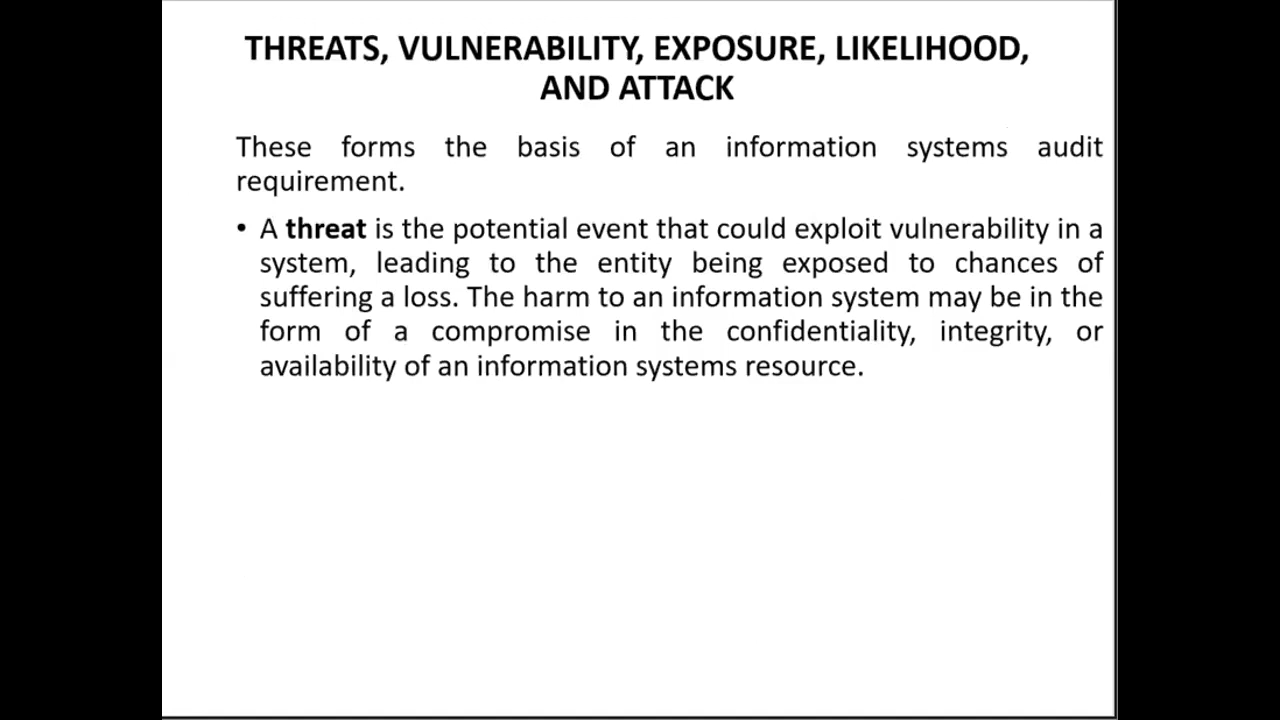 THREATS, VULNERABILITY, EXPOSURE, LIKELIHOOD,
AND ATTACK
These forms the basis of an information systems audit
requirement.
• A threat is the potential event that could exploit vulnerability in a
system, leading to the entity being exposed to chances of
suffering a loss. The harm to an information system may be in the
form of a compromise in the confidentiality, integrity, or
availability of an information systems resource.